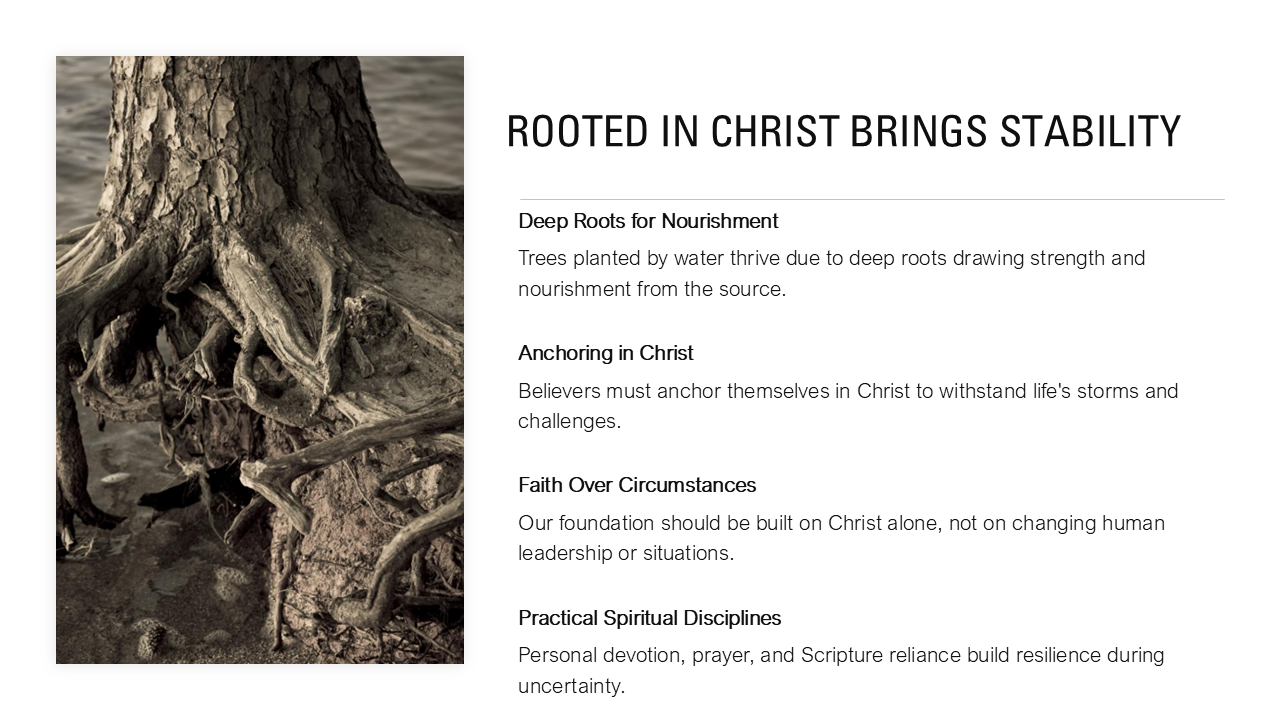 ROOTED IN CHRIST BRINGS STABILITY
Deep Roots for Nourishment
Trees planted by water thrive due to deep roots drawing strength and
nourishment from the source.
Anchoring in Christ
Believers must anchor themselves in Christ to withstand life's storms and
challenges.
Faith Over Circumstances
Our foundation should be built on Christ alone, not on changing human
leadership or situations.
Practical Spiritual Disciplines
Personal devotion, prayer, and Scripture reliance build resilience during
uncertainty.